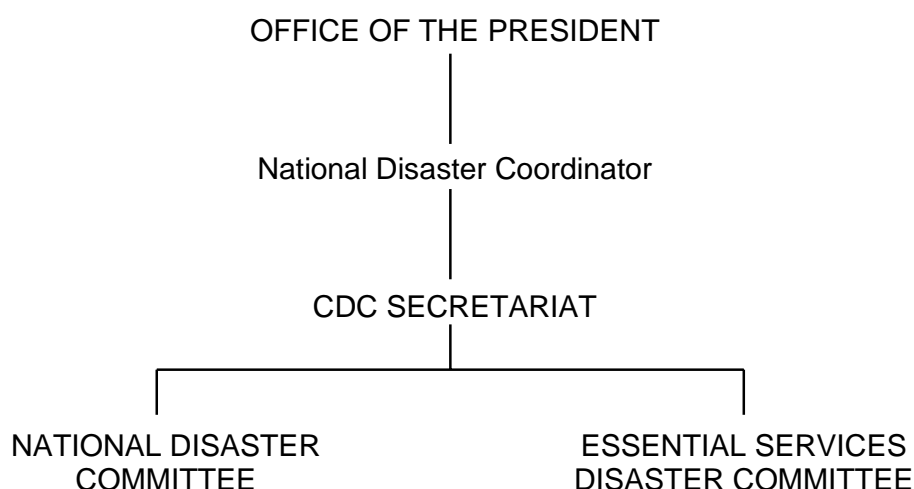 OFFICE OF THE PRESIDENT
National Disaster Coordinator
CDC SECRETARIAT
NATIONAL DISASTER
COMMITTEE
ESSENTIAL SERVICES
DISASTER COMMITTEE